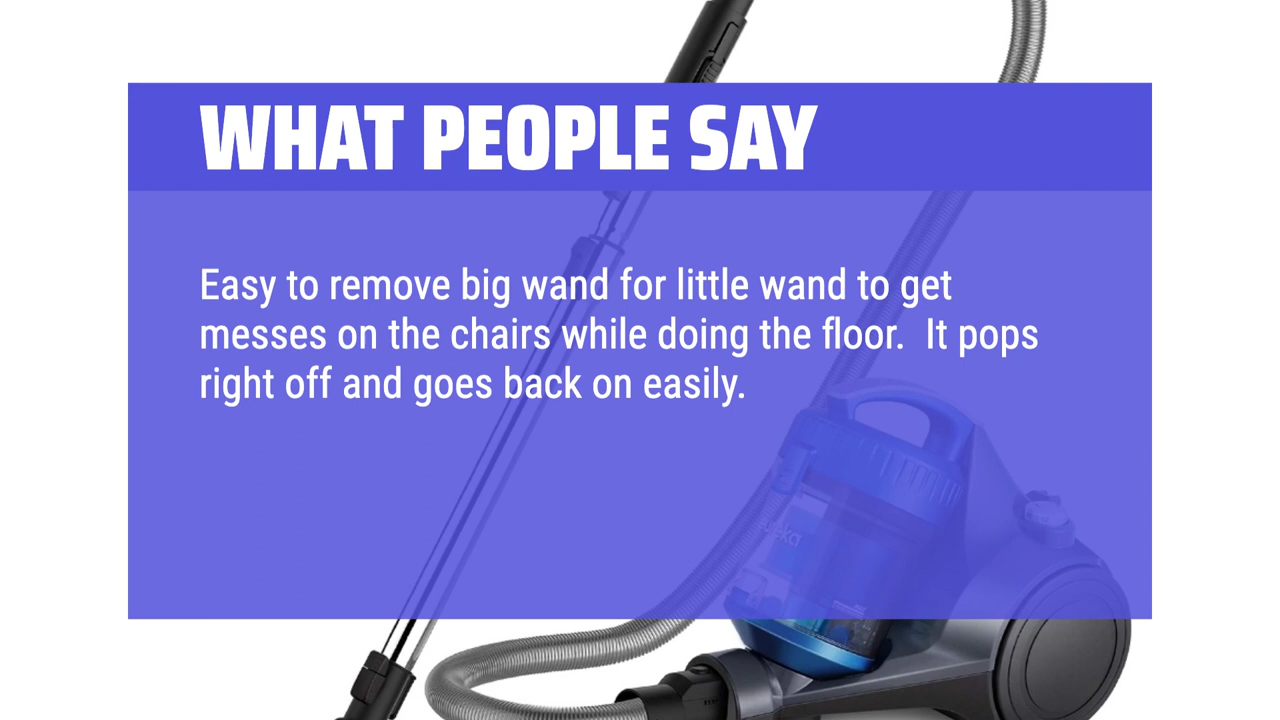 WHAT PEOPLE SAY
Easy to remove big wand for little wand to get
messes on the chairs while doing the floor.  It pops
right off and goes back on easily.
eureka